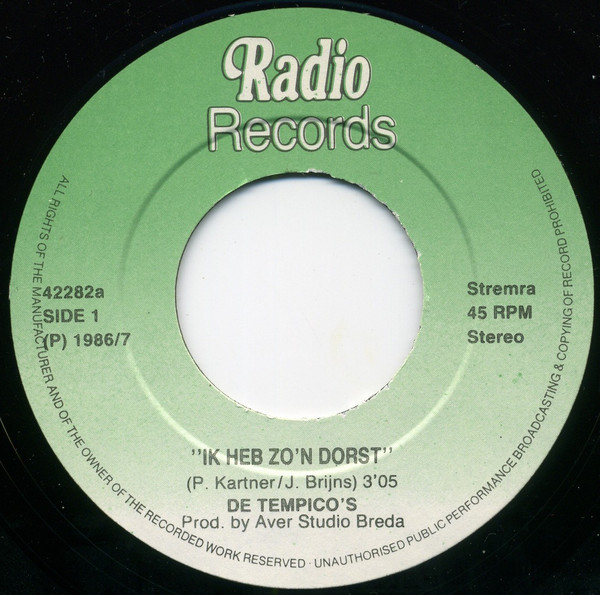 Radio
Records
42282a
SIDE 1
(P) 1986/7
Stremra
45 RPM
Stereo
"IK HEB ZO'N DORST"
(P. Kartner/J. Brijns) 3'05
DE TEMPICO'S
Prod. by Aver Studio Breda
ALL RIGHTS OF THE MANUFACTURER AND OF THE OWNER OF THE RECORDED WORK RESERVED · UNAUTHORISED PUBLIC PERFORMANCE BROADCASTING & COPYING OF RECORD PROHIBITED